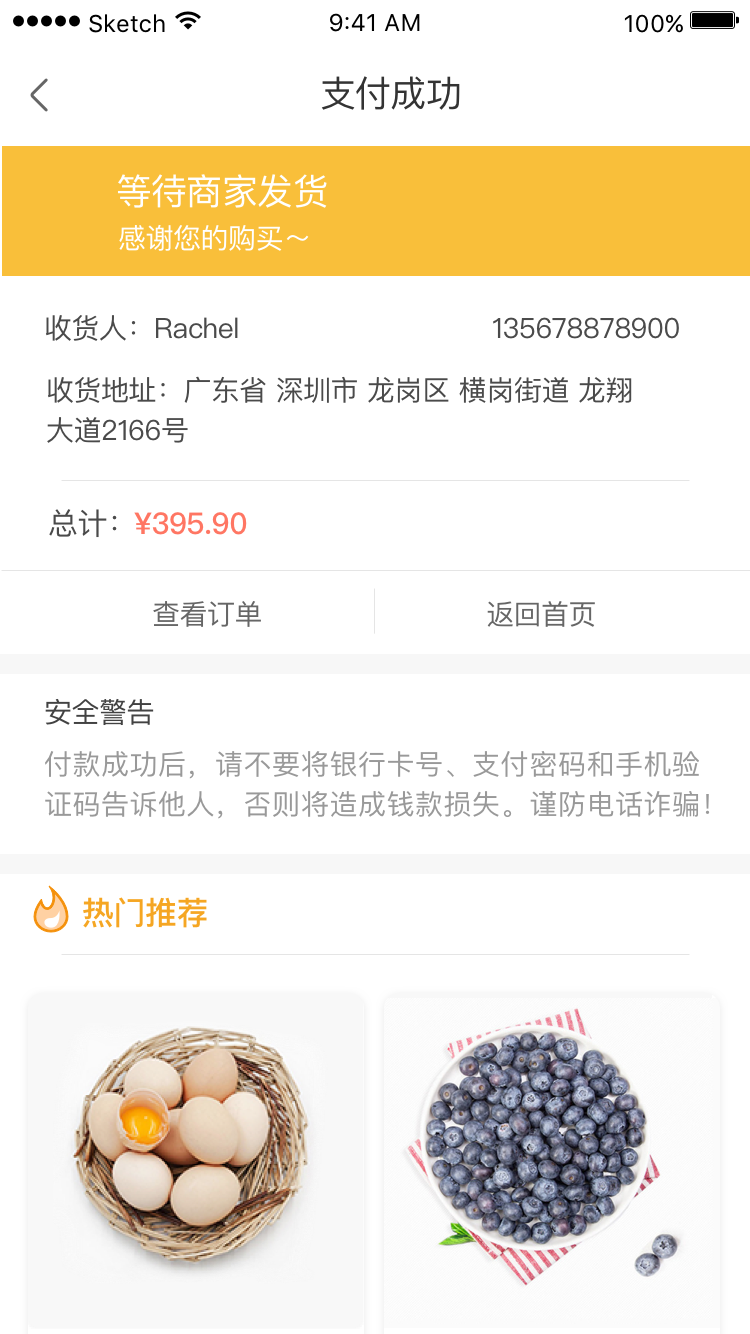 Sketch 9:41 AM 100%
支付成功
等待商家发货
感谢您的购买～
收货人：Rachel 135678878900
收货地址：广东省 深圳市 龙岗区 横岗街道 龙翔
大道2166号
总计：¥395.90
查看订单 返回首页
安全警告
付款成功后，请不要将银行卡号、支付密码和手机验
证码告诉他人，否则将造成钱款损失。谨防电话诈骗！
热门推荐